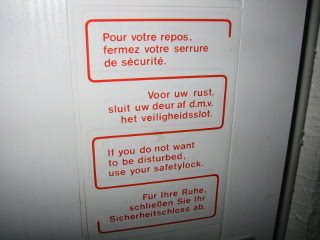 Pour votre repos,
fermez votre serrure
de sécurité.
Voor uw rust,
sluit uw deur af d.m.v.
het veiligheidsslot.
If you do not want
to be disturbed,
use your safetylock.
Für Ihre Ruhe,
schließen Sie Ihr
Sicherheitschloss ab.